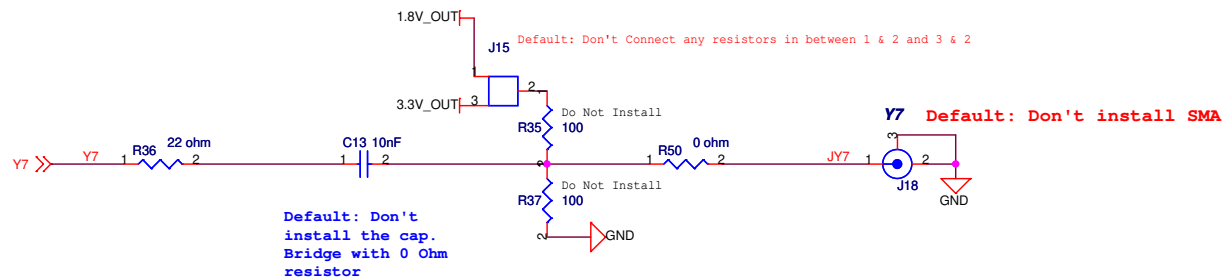 1.8V_OUT
Default: Don't Connect any resistors in between 1 & 2 and 3 & 2
J15
1
2
3.3V_OUT
3
Do Not Install
R35
100
Y7
Default: Don't install SMA
3
Y7
Y7
1
R36
22 ohm
2
1
C13 10nF
2
2
1
R50
0 ohm
2
JY7
1
2
J18
GND
Do Not Install
R37
100
2
GND
Default: Don't
install the cap.
Bridge with 0 Ohm
resistor